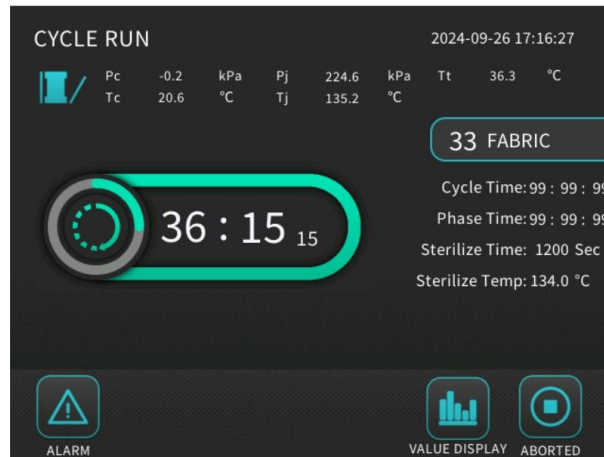 CYCLE RUN
2024-09-26 17:16:27
Pc -0.2 kPa Pj 224.6 kPa Tt 36.3 °C
Tc 20.6 °C Tj 135.2 °C
33 FABRIC
Cycle Time: 99 : 99 : 99
Phase Time: 99 : 99 : 99
36 : 15 15
Sterilize Time: 1200 Sec
Sterilize Temp: 134.0 °C
ALARM
VALUE DISPLAY
ABORTED